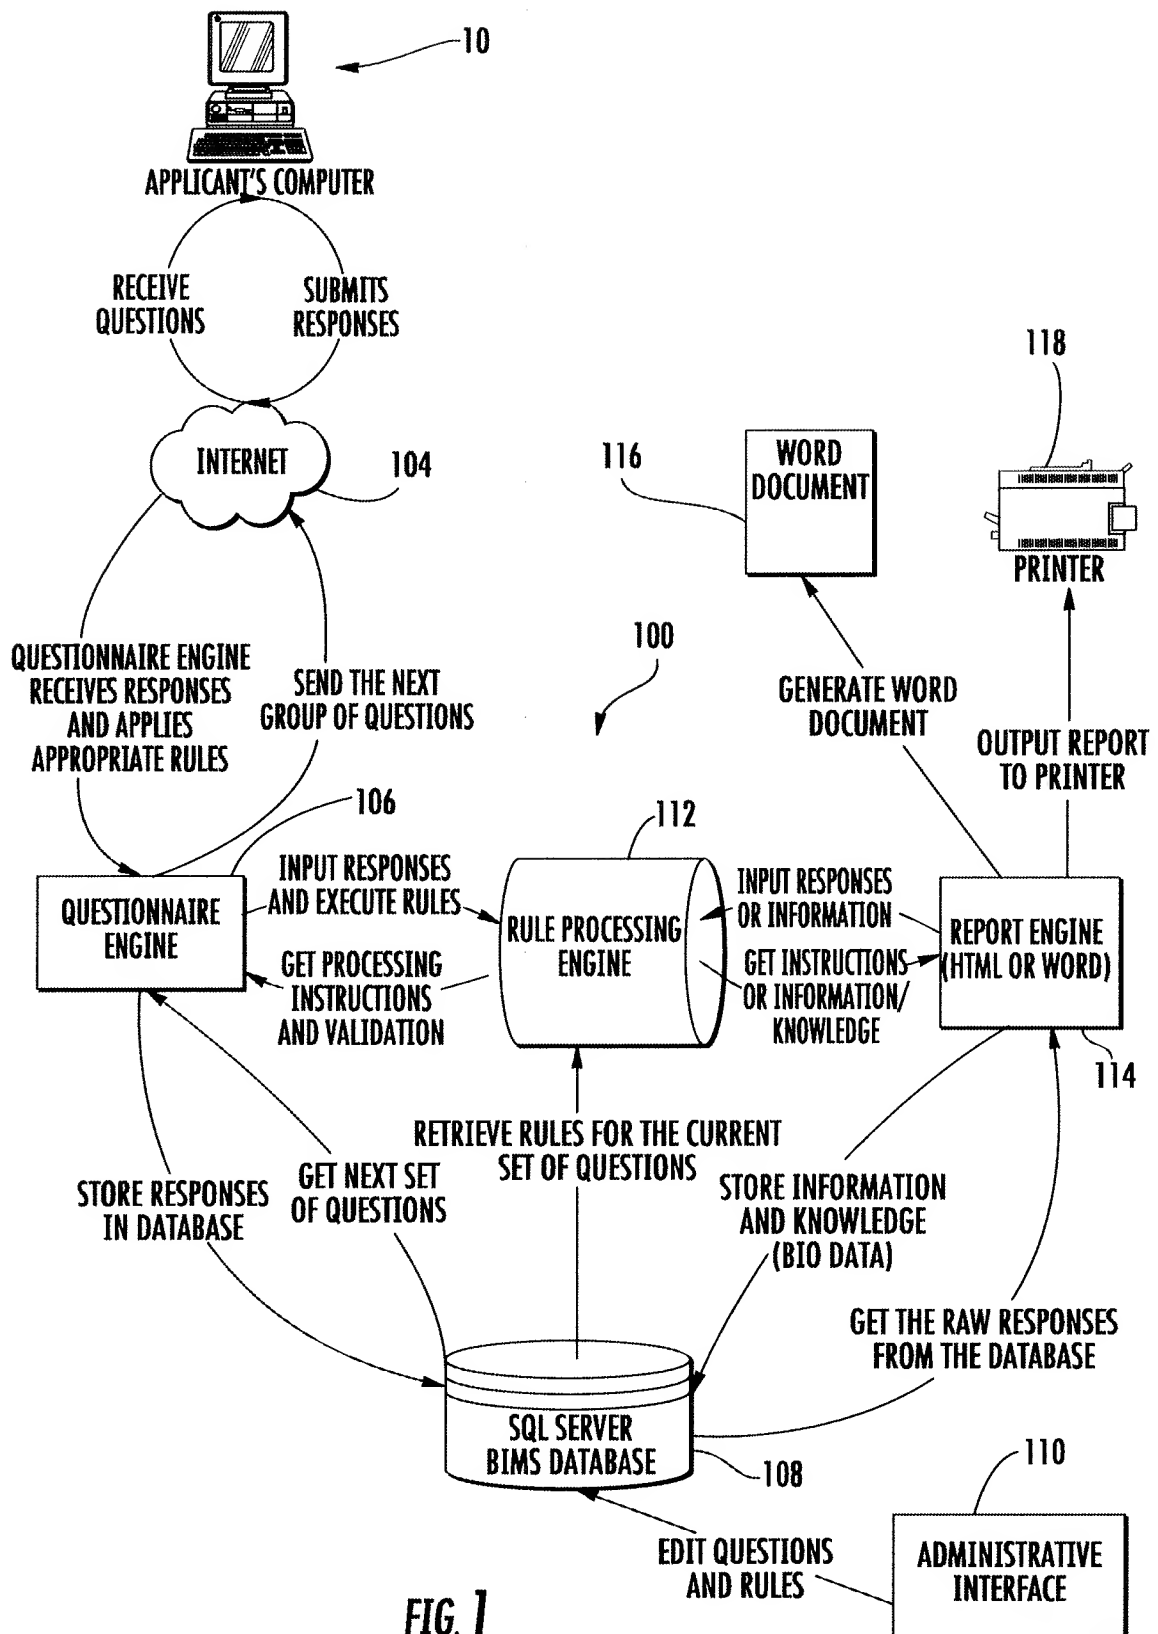 10
APPLICANT'S COMPUTER
RECEIVE
QUESTIONS
SUBMITS
RESPONSES
INTERNET
104
118
116
WORD
DOCUMENT
PRINTER
100
QUESTIONNAIRE ENGINE
RECEIVES RESPONSES
AND APPLIES
APPROPRIATE RULES
SEND THE NEXT
GROUP OF QUESTIONS
GENERATE WORD
DOCUMENT
OUTPUT REPORT
TO PRINTER
106
112
QUESTIONNAIRE
ENGINE
INPUT RESPONSES
AND EXECUTE RULES
GET PROCESSING
INSTRUCTIONS
AND VALIDATION
RULE PROCESSING
ENGINE
INPUT RESPONSES
OR INFORMATION
GET INSTRUCTIONS
OR INFORMATION/
KNOWLEDGE
REPORT ENGINE
(HTML OR WORD)
114
RETRIEVE RULES FOR THE CURRENT
SET OF QUESTIONS
STORE RESPONSES
IN DATABASE
GET NEXT SET
OF QUESTIONS
STORE INFORMATION
AND KNOWLEDGE
(BIO DATA)
GET THE RAW RESPONSES
FROM THE DATABASE
SQL SERVER
BIMS DATABASE
108
110
EDIT QUESTIONS
AND RULES
ADMINISTRATIVE
INTERFACE
FIG. 1